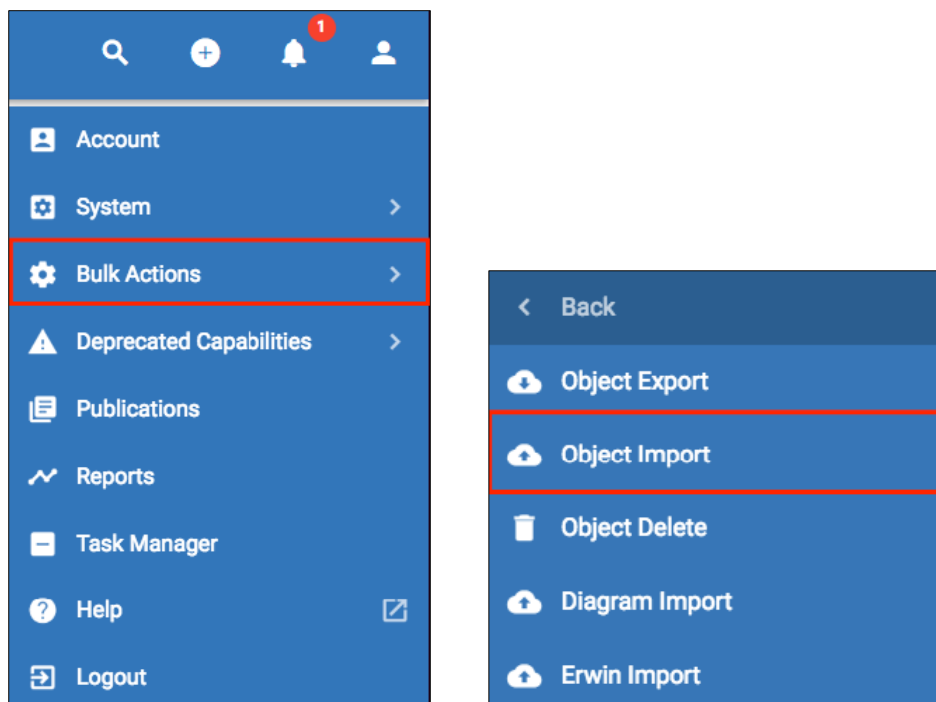 1
Account
System
Bulk Actions
Deprecated Capabilities
Publications
Reports
Task Manager
Help
Logout
Back
Object Export
Object Import
Object Delete
Diagram Import
Erwin Import